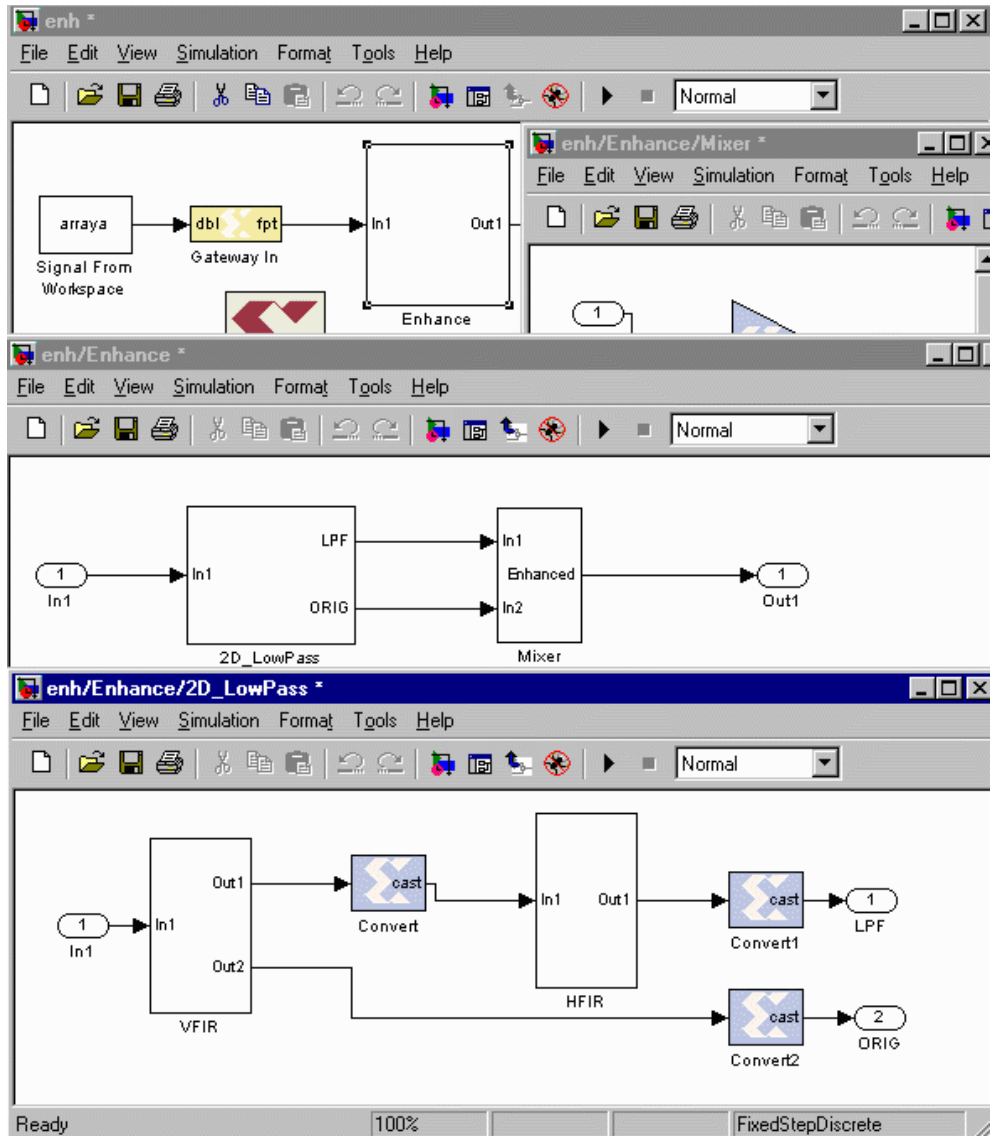 enh *
File Edit View Simulation Format Tools Help
Normal
enh/Enhance/Mixer *
File Edit View Simulation Format Tools Help
arraya
dbl fpt
In1 Out1
Signal From
Workspace
Gateway In
Enhance
1
enh/Enhance *
File Edit View Simulation Format Tools Help
Normal
LPF In1
1 In1 Enhanced 1
In1 Out1
ORIG In2
2D_LowPass Mixer
enh/Enhance/2D_LowPass *
File Edit View Simulation Format Tools Help
Normal
Out1 cast
1 In1 Convert In1 Out1 cast 1
In1 Convert1 LPF
Out2
VFIR HFIR
cast 2
Convert2 ORIG
Ready 100% FixedStepDiscrete